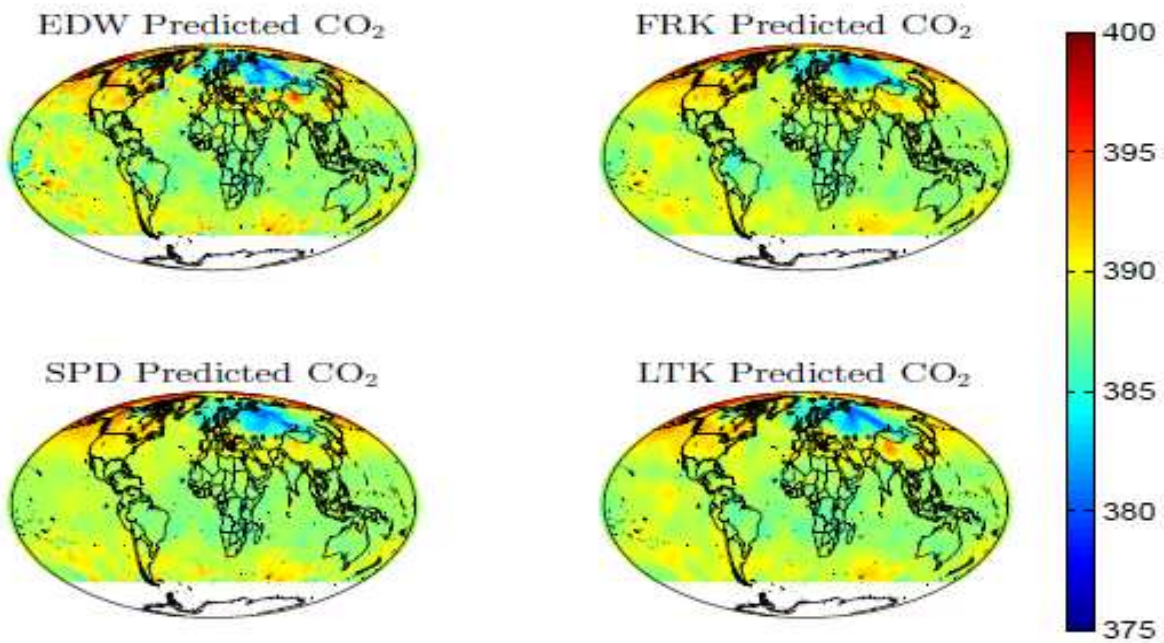 EDW Predicted CO₂
FRK Predicted CO₂
SPD Predicted CO₂
LTK Predicted CO₂
400
395
390
385
380
375